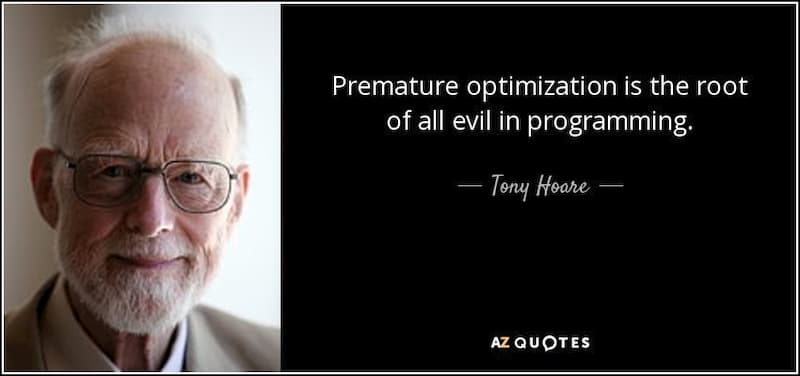 Premature optimization is the root
of all evil in programming.
— Tony Hoare —
AZ QUOTES